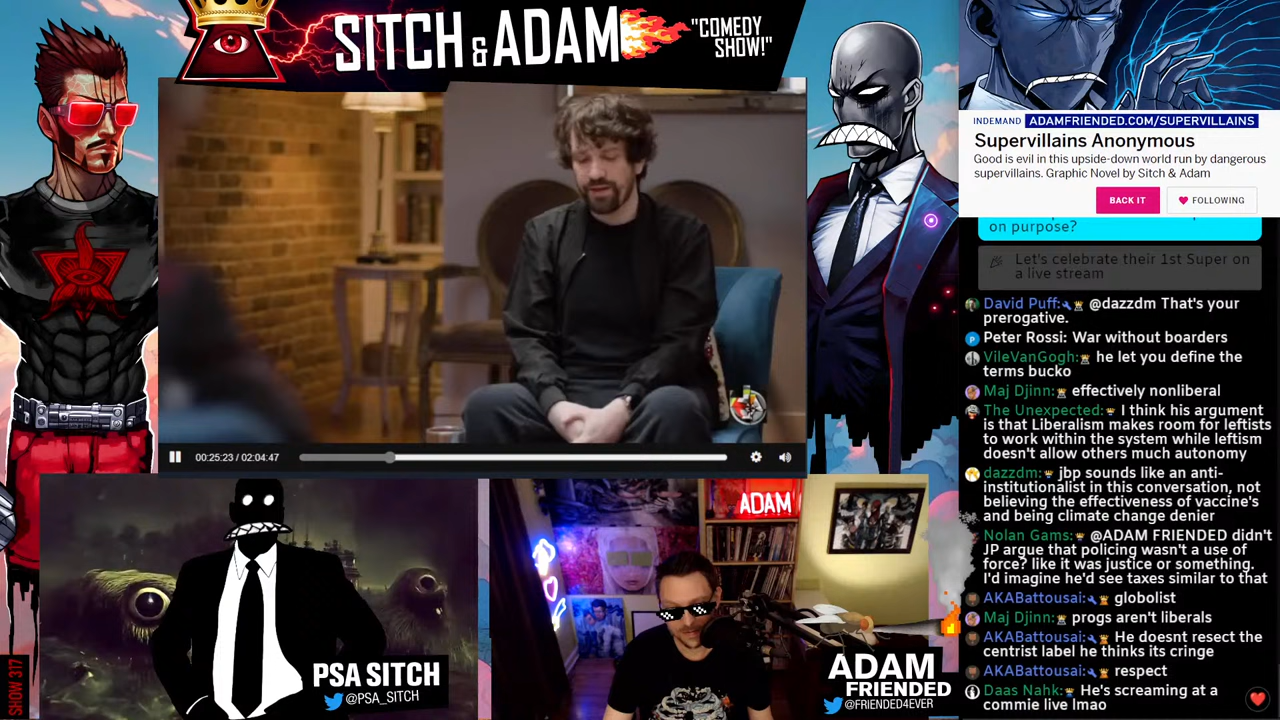 SITCH & ADAM
"COMEDY
SHOW!"
INDEMAND ADAMFRIENDED.COM/SUPERVILLAINS
Supervillains Anonymous
Good is evil in this upside-down world run by dangerous
supervillains. Graphic Novel by Sitch & Adam
BACK IT
FOLLOWING
on purpose?
Let's celebrate their 1st Super on
a live stream
David Puff: @dazzdm That's your
prerogative.
P Peter Rossi: War without boarders
VileVanGogh: he let you define the
terms bucko
Maj Djinn: effectively nonliberal
The Unexpected: I think his argument
is that Liberalism makes room for leftists
to work within the system while leftism
doesn't allow others much autonomy
dazzdm: jbp sounds like an anti-
institutionalist in this conversation, not
believing the effectiveness of vaccine's
and being climate change denier
Nolan Gams: @ADAM FRIENDED didn't
JP argue that policing wasn't a use of
force? like it was justice or something.
I'd imagine he'd see taxes similar to that
AKABattousai: globolist
Maj Djinn: progs aren't liberals
AKABattousai: He doesnt resect the
centrist label he thinks its cringe
AKABattousai: respect
Daas Nahk: He's screaming at a
commie live lmao
00:25:23 / 02:04:47
ADAM
PSA SITCH
@PSA_SITCH
ADAM
FRIENDED
@FRIENDED4EVER
SHOW 317